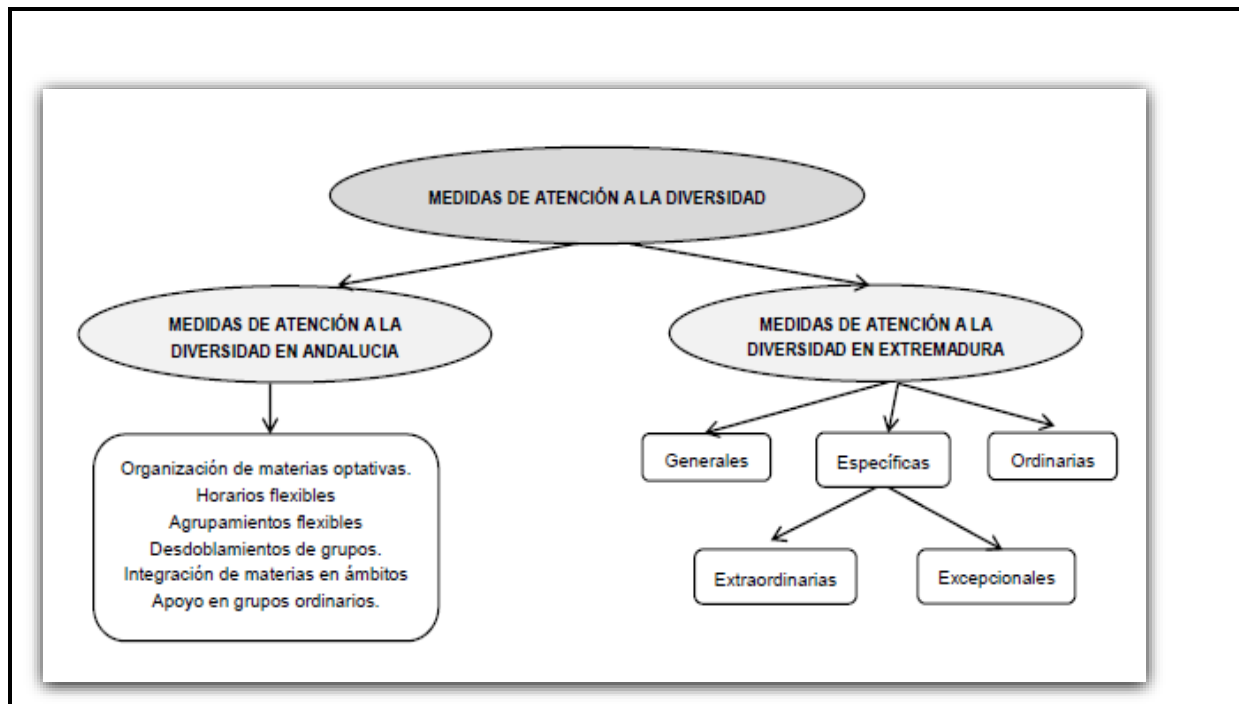 MEDIDAS DE ATENCIÓN A LA DIVERSIDAD
MEDIDAS DE ATENCIÓN A LA
DIVERSIDAD EN ANDALUCIA
MEDIDAS DE ATENCIÓN A LA
DIVERSIDAD EN EXTREMADURA
Organización de materias optativas.
Horarios flexibles
Agrupamientos flexibles
Desdoblamientos de grupos.
Integración de materias en ámbitos
Apoyo en grupos ordinarios.
Generales
Específicas
Ordinarias
Extraordinarias
Excepcionales